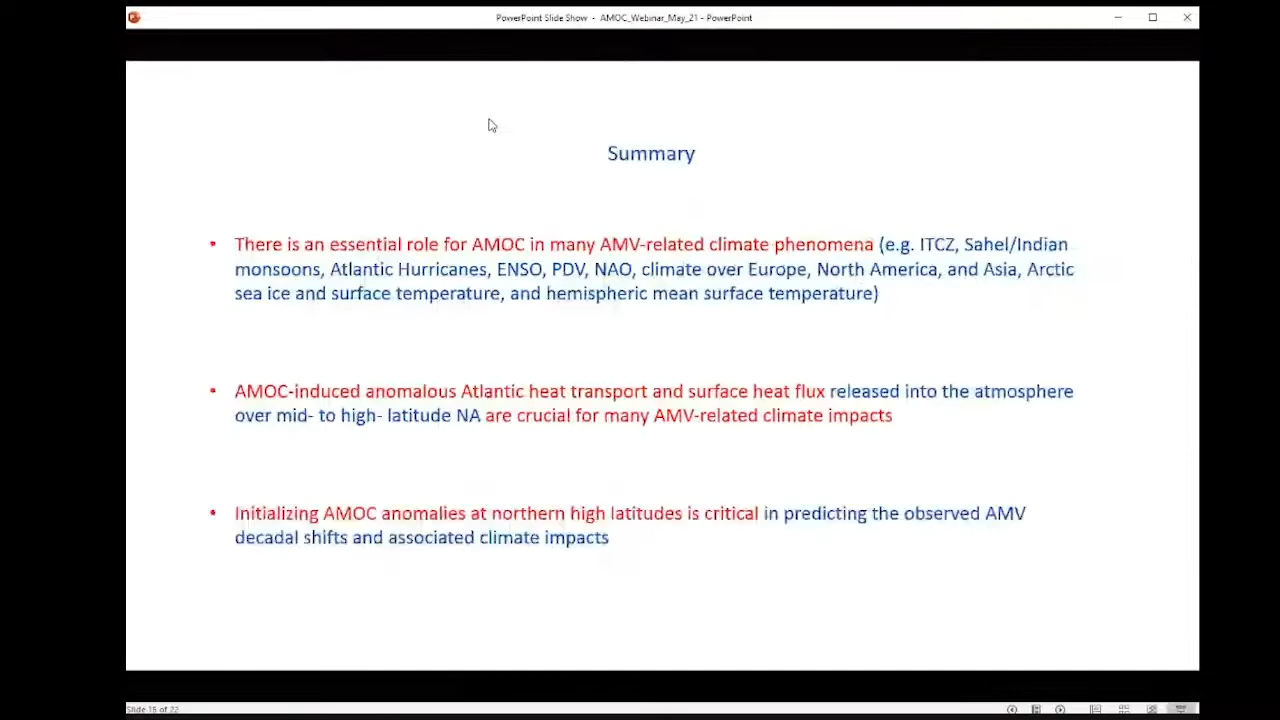 PowerPoint Slide Show - AMOC_Webinar_May_21 - PowerPoint
Summary
• There is an essential role for AMOC in many AMV-related climate phenomena (e.g. ITCZ, Sahel/Indian
monsoons, Atlantic Hurricanes, ENSO, PDV, NAO, climate over Europe, North America, and Asia, Arctic
sea ice and surface temperature, and hemispheric mean surface temperature)
• AMOC-induced anomalous Atlantic heat transport and surface heat flux released into the atmosphere
over mid- to high- latitude NA are crucial for many AMV-related climate impacts
• Initializing AMOC anomalies at northern high latitudes is critical in predicting the observed AMV
decadal shifts and associated climate impacts
Slide 15 of 22